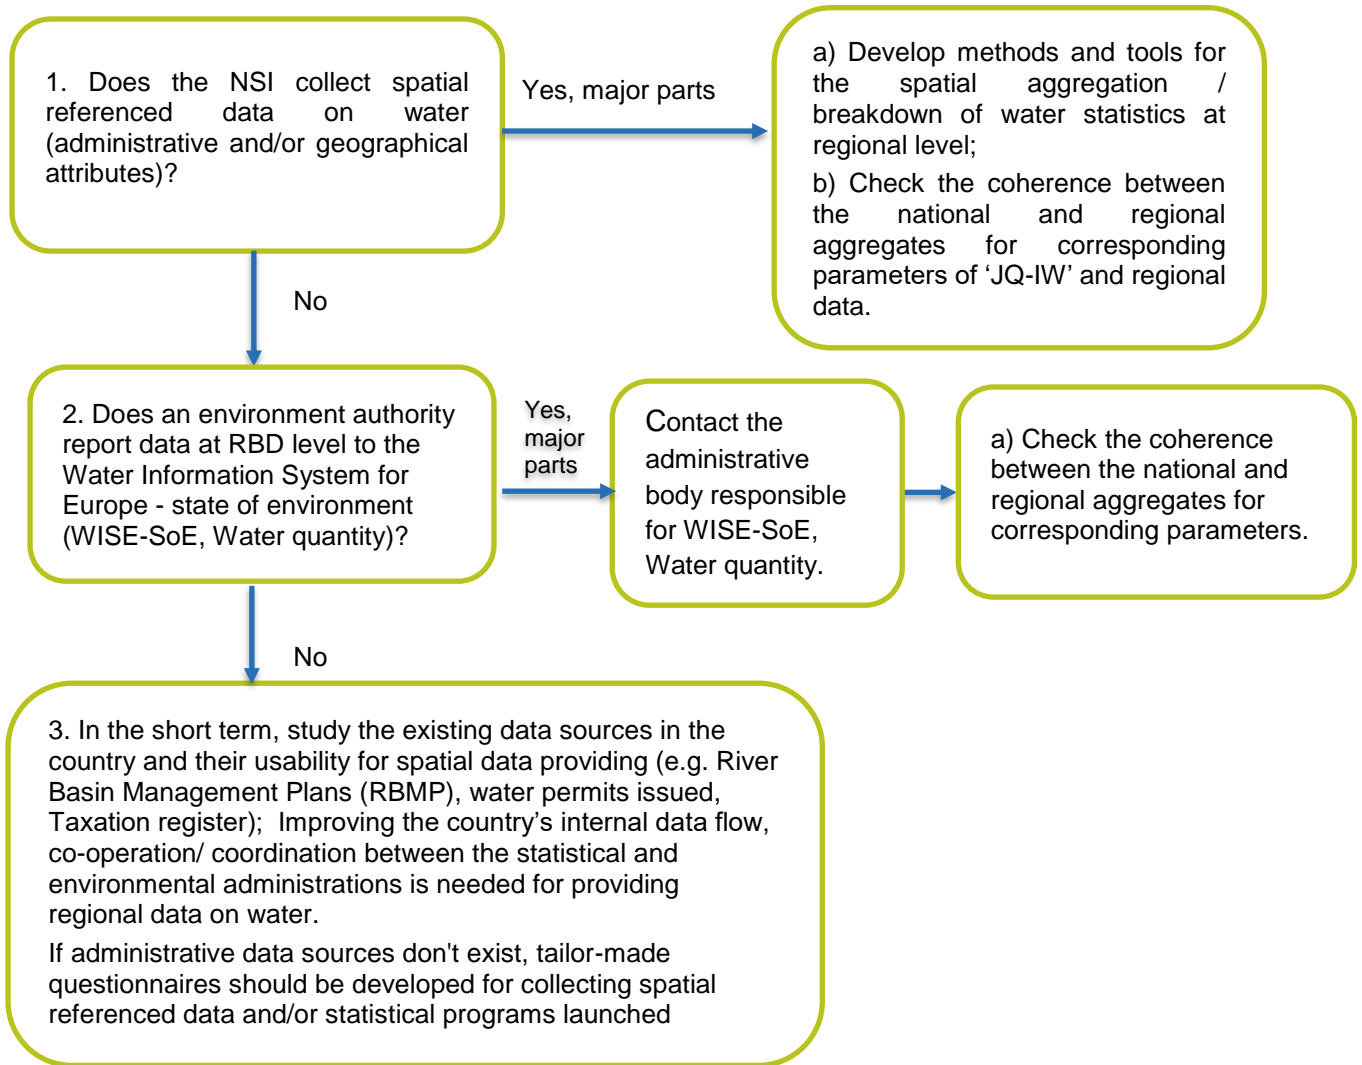 1. Does the NSI collect spatial
referenced data on water
(administrative and/or geographical
attributes)?
Yes, major parts
a) Develop methods and tools for
the spatial aggregation /
breakdown of water statistics at
regional level;
b) Check the coherence between
the national and regional
aggregates for corresponding
parameters of ‘JQ-IW’ and regional
data.
No
2. Does an environment authority
report data at RBD level to the
Water Information System for
Europe - state of environment
(WISE-SoE, Water quantity)?
Yes,
major
parts
Contact the
administrative
body responsible
for WISE-SoE,
Water quantity.
a) Check the coherence
between the national and
regional aggregates for
corresponding parameters.
No
3. In the short term, study the existing data sources in the
country and their usability for spatial data providing (e.g. River
Basin Management Plans (RBMP), water permits issued,
Taxation register);  Improving the country’s internal data flow,
co-operation/ coordination between the statistical and
environmental administrations is needed for providing
regional data on water.
If administrative data sources don't exist, tailor-made
questionnaires should be developed for collecting spatial
referenced data and/or statistical programs launched